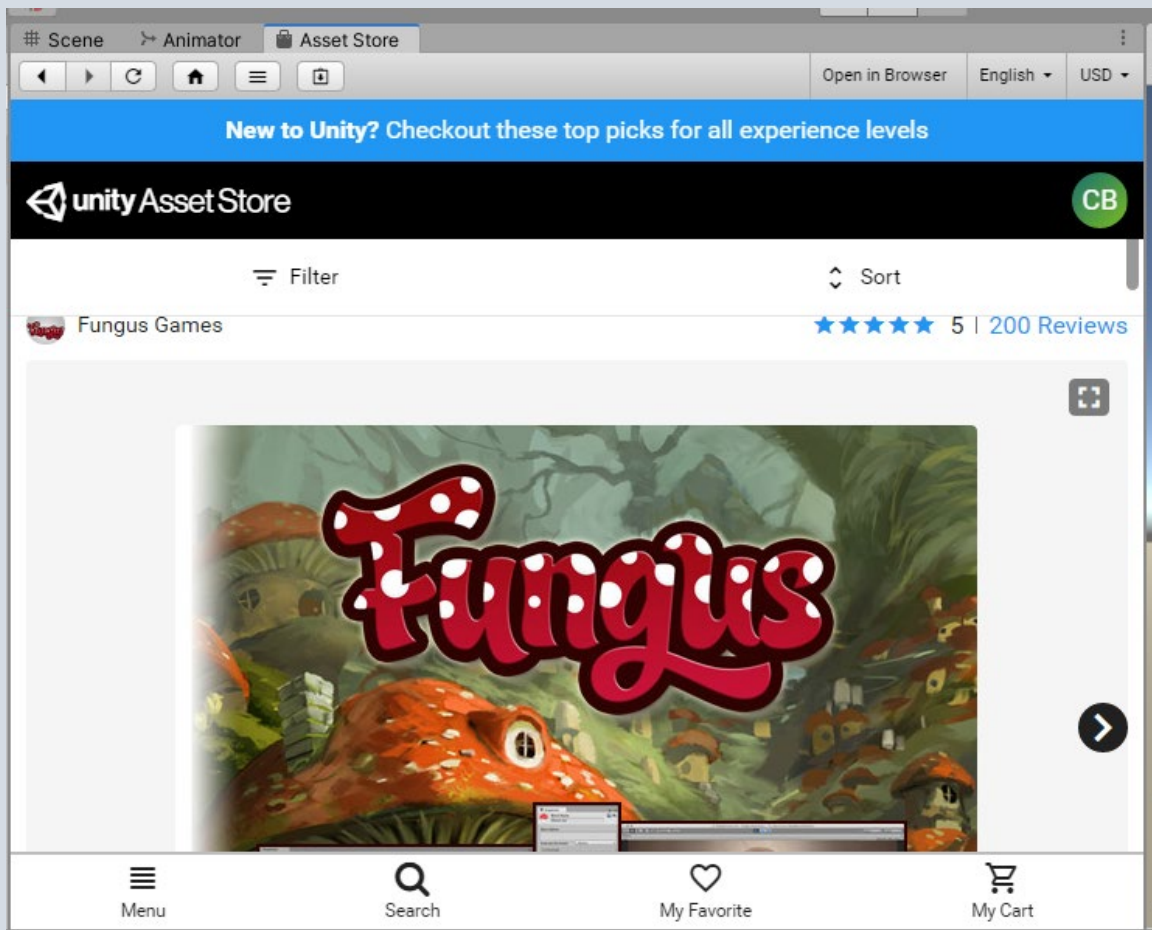 Scene Animator Asset Store
Open in Browser English USD
New to Unity? Checkout these top picks for all experience levels
unity Asset Store CB
Filter Sort
Fungus Games 5 | 200 Reviews
Fungus
Menu Search My Favorite My Cart